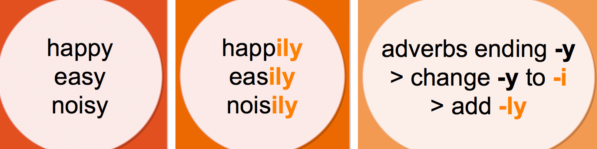 happy
easy
noisy
happily
easily
noisily
adverbs ending -y
> change -y to -i
> add -ly